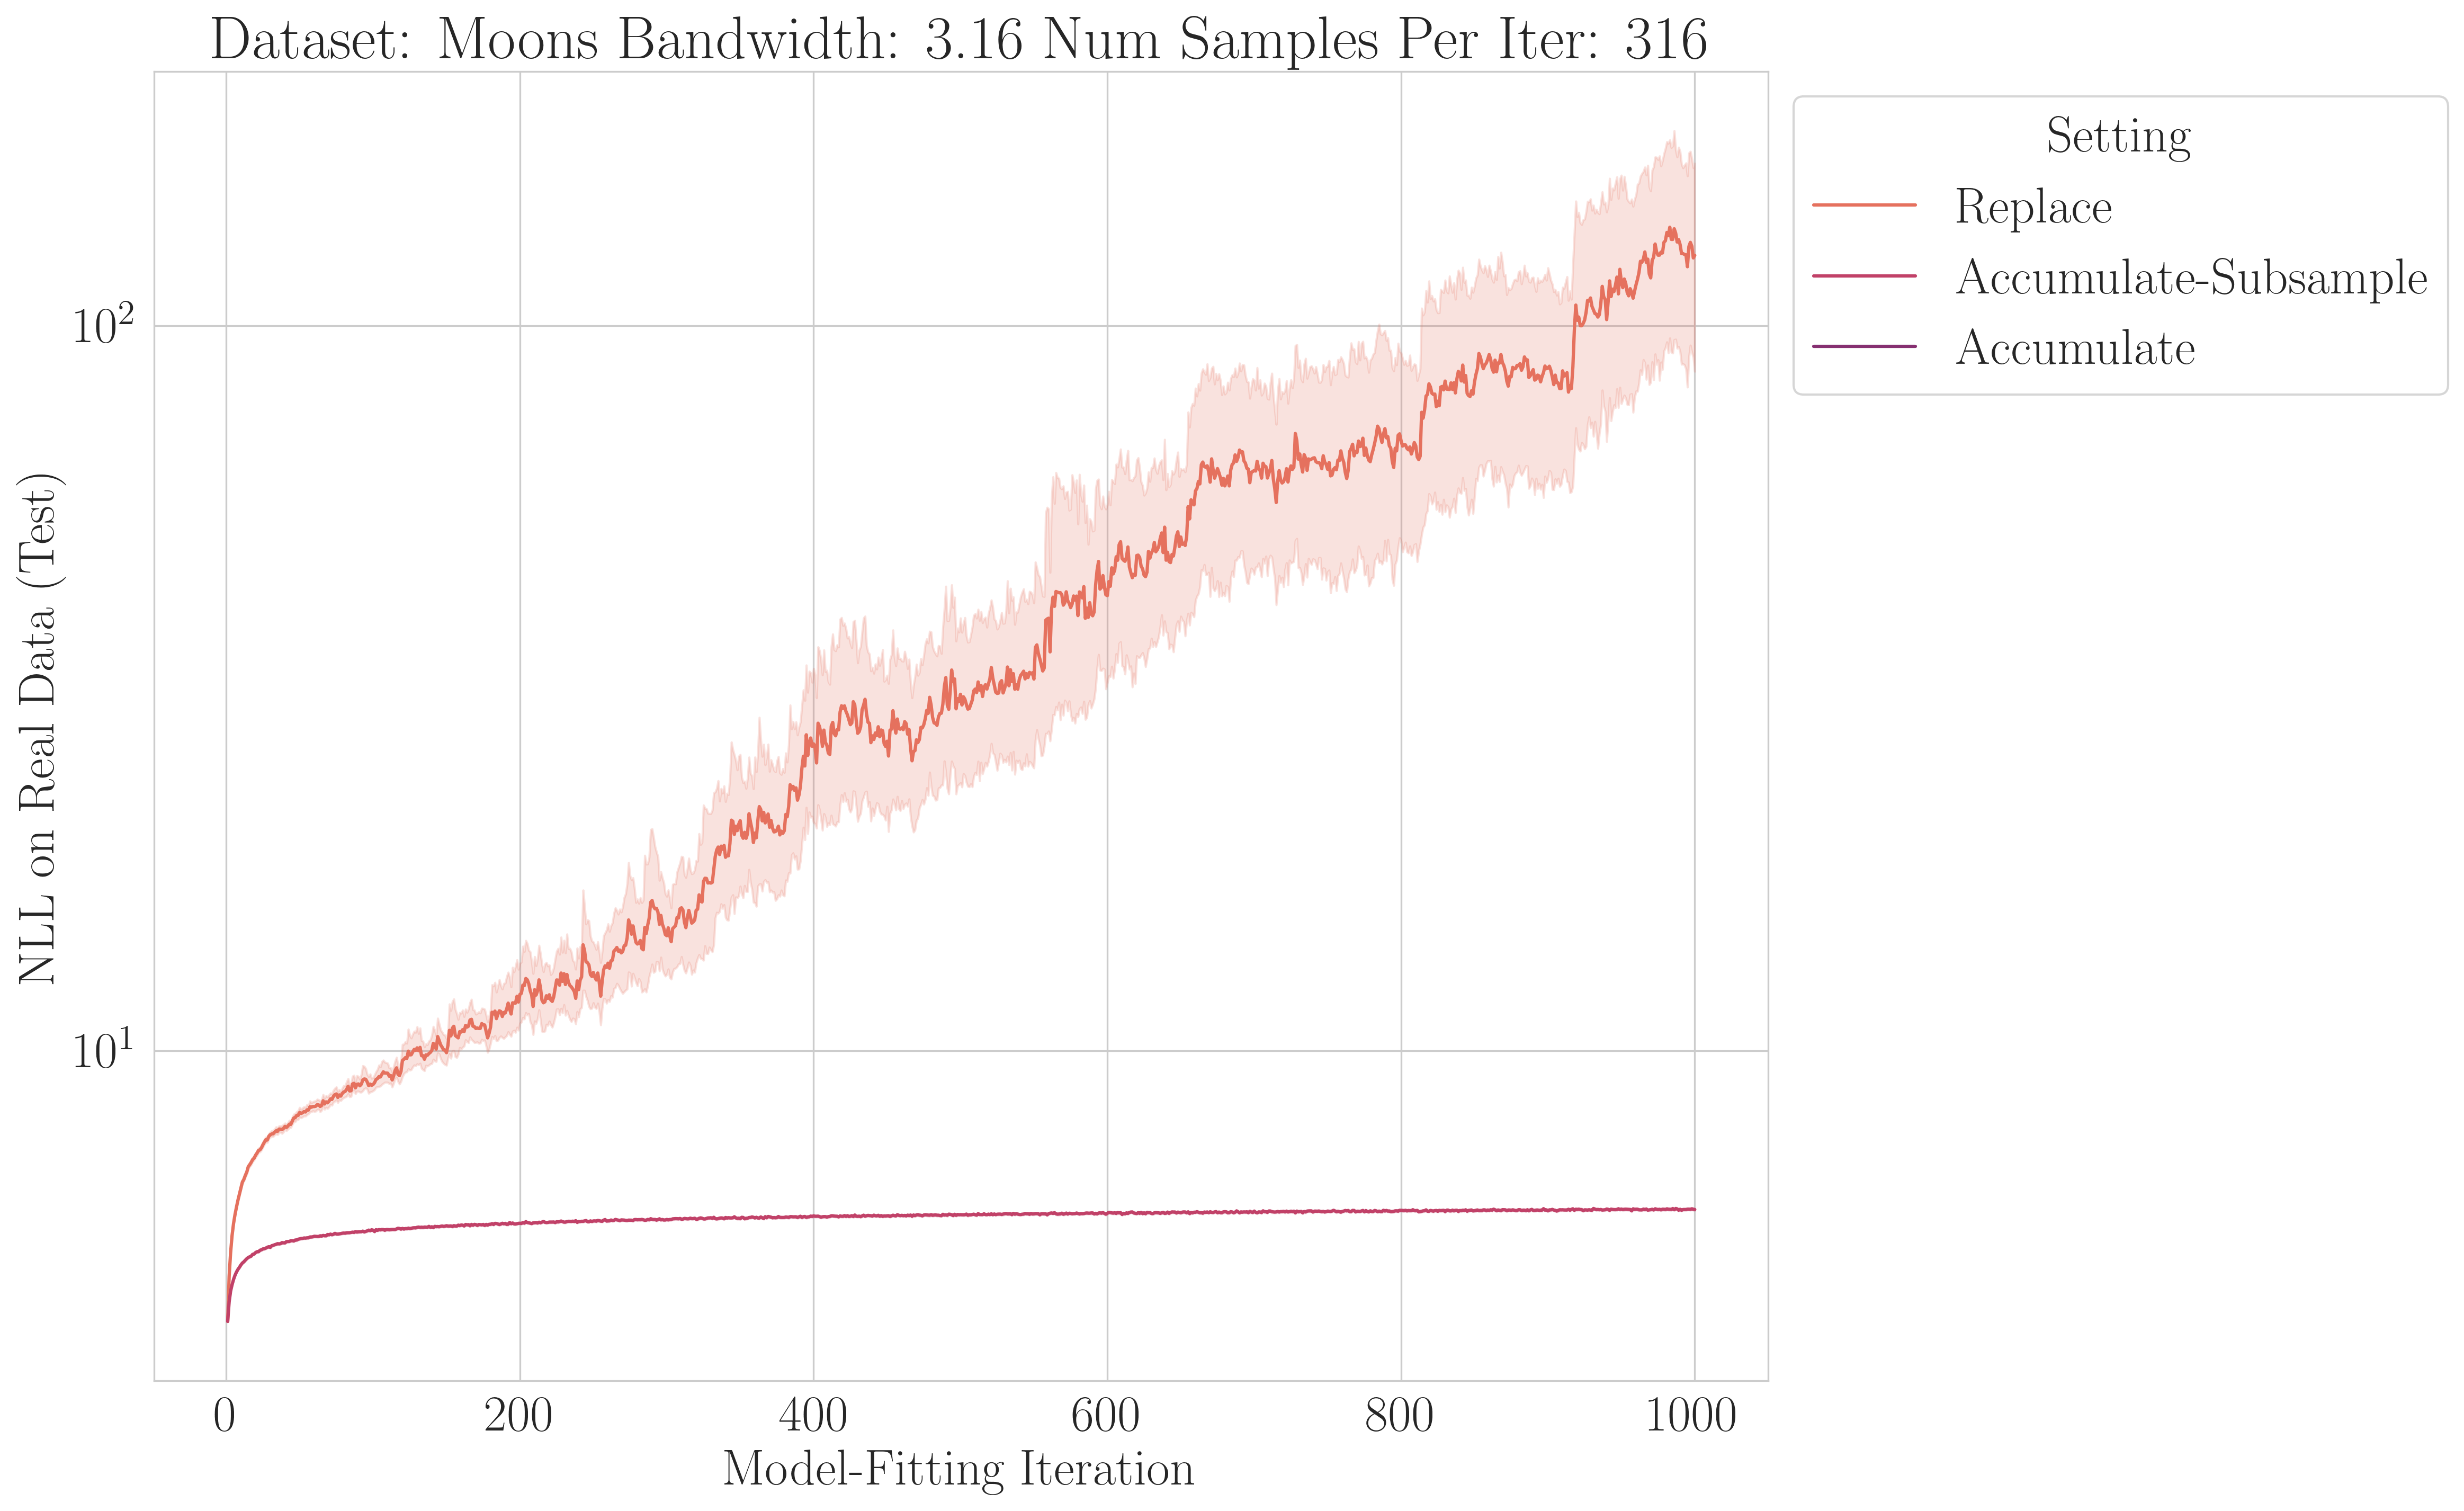 Dataset: Moons Bandwidth: 3.16 Num Samples Per Iter: 316
NLL on Real Data (Test)
10²
10¹
0 200 400 600 800 1000
Model-Fitting Iteration
Setting
Replace
Accumulate-Subsample
Accumulate